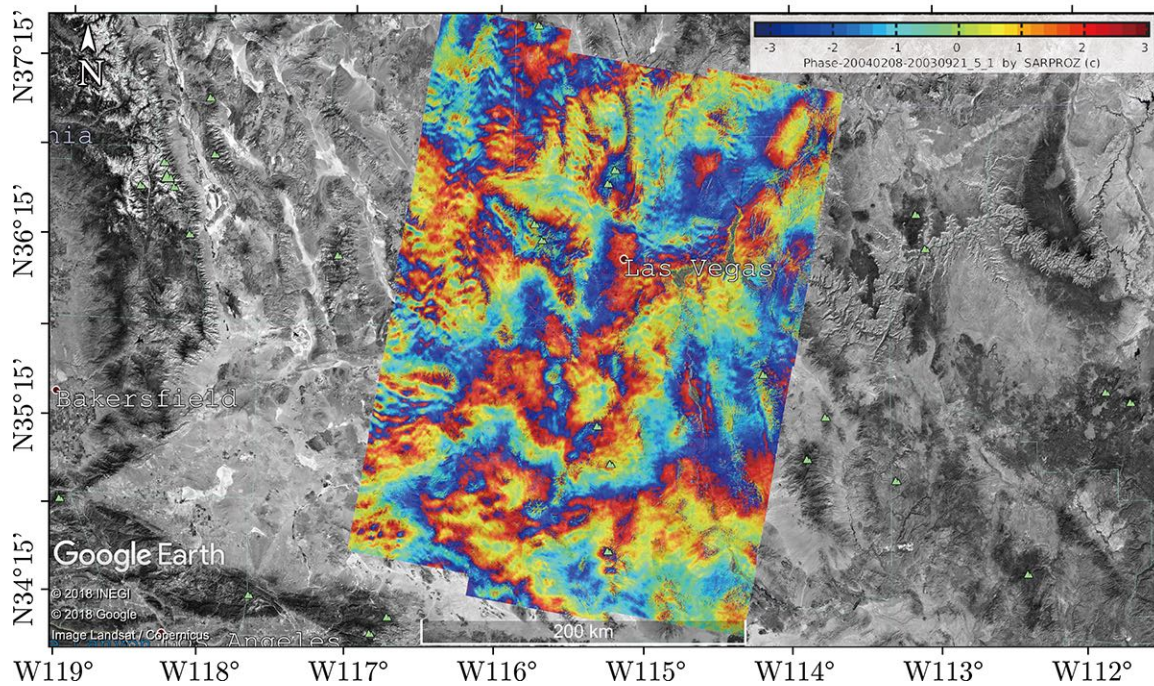 -3 -2 -1 0 1 2 3
Phase-20040208-20030921_5_1 by SARPROZ (c)
N37°15'
N
nia
N36°15'
Las Vegas
N35°15'
Bakersfield
N34°15'
Google Earth
© 2018 INEGI
© 2018 Google
Image Landsat / Copernicus
Los Angeles
200 km
W119° W118° W117° W116° W115° W114° W113° W112°